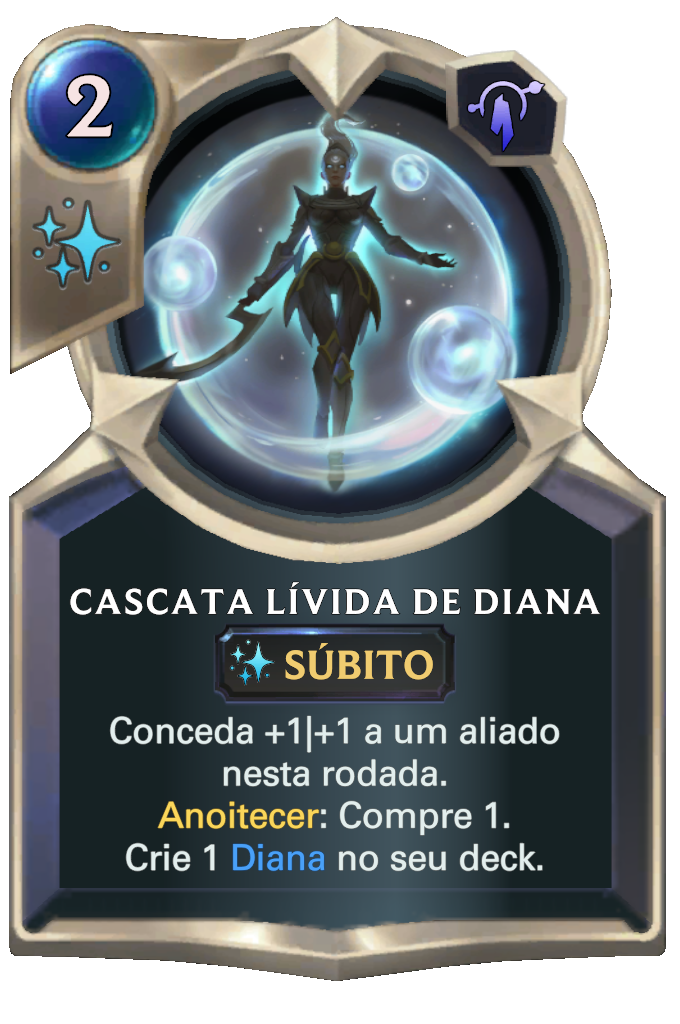 2
CASCATA LÍVIDA DE DIANA
SÚBITO
Conceda +1|+1 a um aliado
nesta rodada.
Anoitecer: Compre 1.
Crie 1 Diana no seu deck.